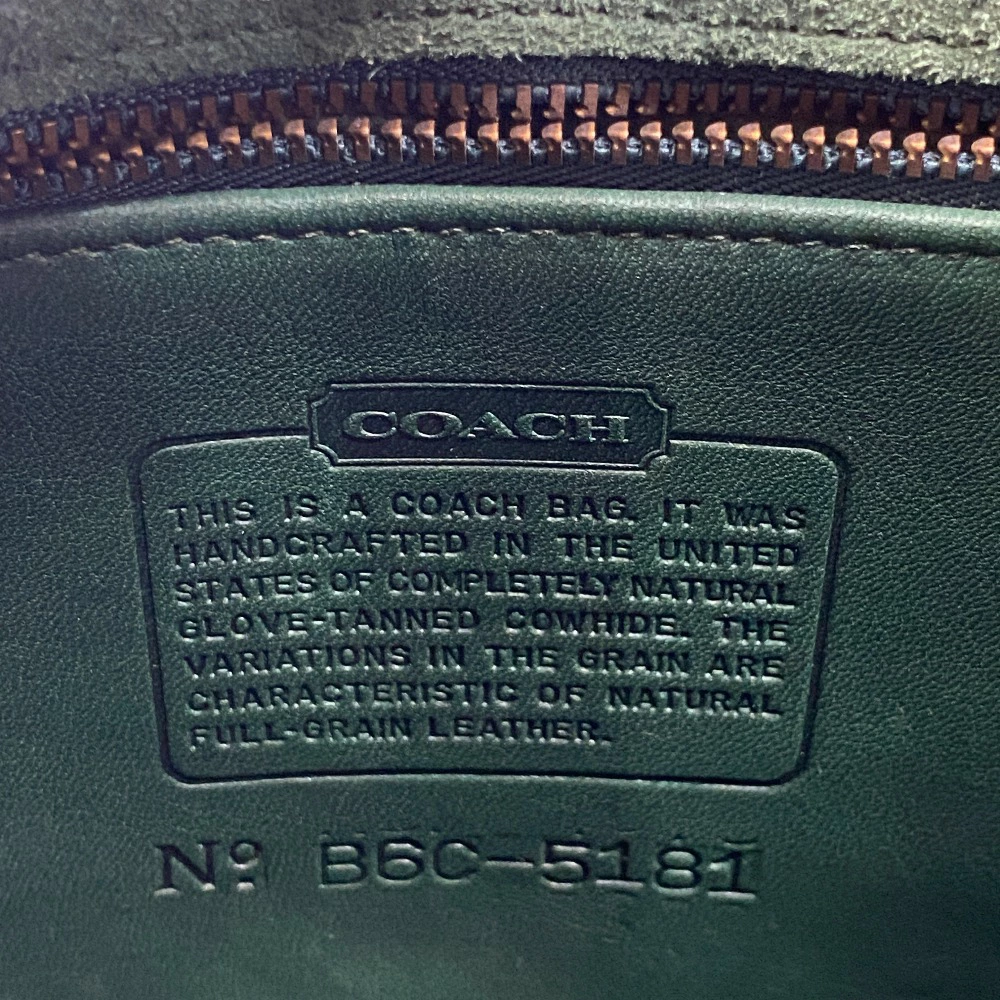 COACH
THIS IS A COACH BAG. IT WAS
HANDCRAFTED IN THE UNITED
STATES OF COMPLETELY NATURAL
GLOVE-TANNED COWHIDE. THE
VARIATIONS IN THE GRAIN ARE
CHARACTERISTIC OF NATURAL
FULL-GRAIN LEATHER.
Nº B6C-5181